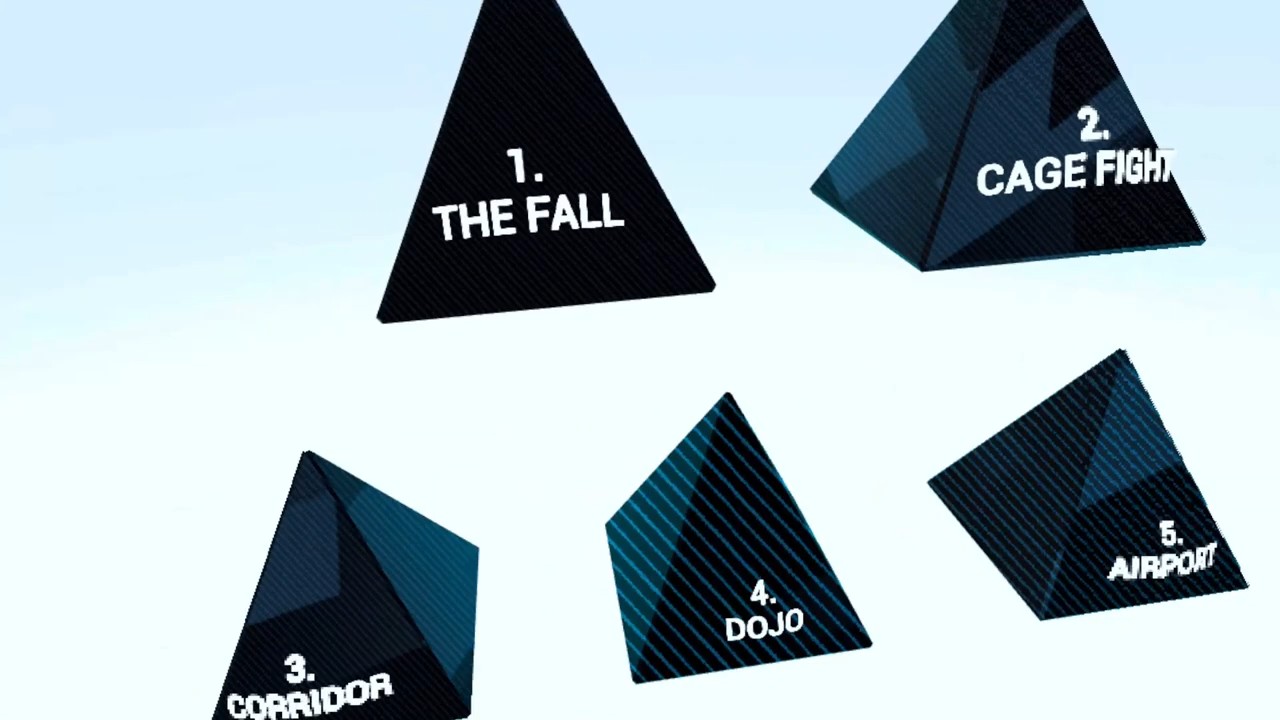 1.
THE FALL
2.
CAGE FIGHT
3.
CORRIDOR
4.
DOJO
5.
AIRPORT